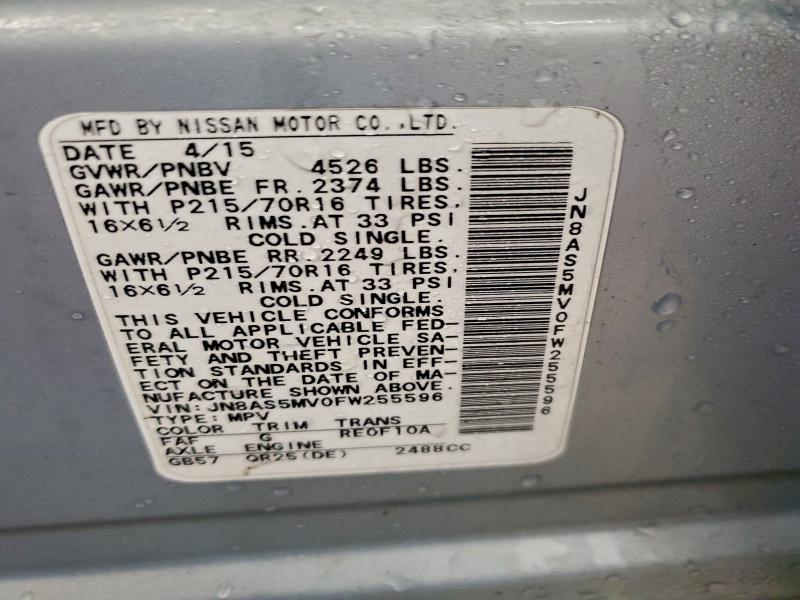 MFD BY NISSAN MOTOR CO.,LTD.
DATE 4/15
GVWR/PNBV 4526 LBS.
GAWR/PNBE FR. 2374 LBS.
WITH P215/70R16 TIRES.
16X6½ RIMS. AT 33 PSI
COLD SINGLE.
GAWR/PNBE RR. 2249 LBS.
WITH P215/70R16 TIRES.
16X6½ RIMS. AT 33 PSI
COLD SINGLE.
THIS VEHICLE CONFORMS
TO ALL APPLICABLE FED-
ERAL MOTOR VEHICLE SA-
FETY AND THEFT PREVEN-
TION STANDARDS IN EFF-
ECT ON THE DATE OF MA-
NUFACTURE SHOWN ABOVE.
VIN: JN8AS5MV0FW255596
TYPE: MPV
COLOR TRIM TRANS
FAF G RE0F10A
AXLE ENGINE
GB57 QR25(DE) 2488CC
JN8AS5MV0FW255596